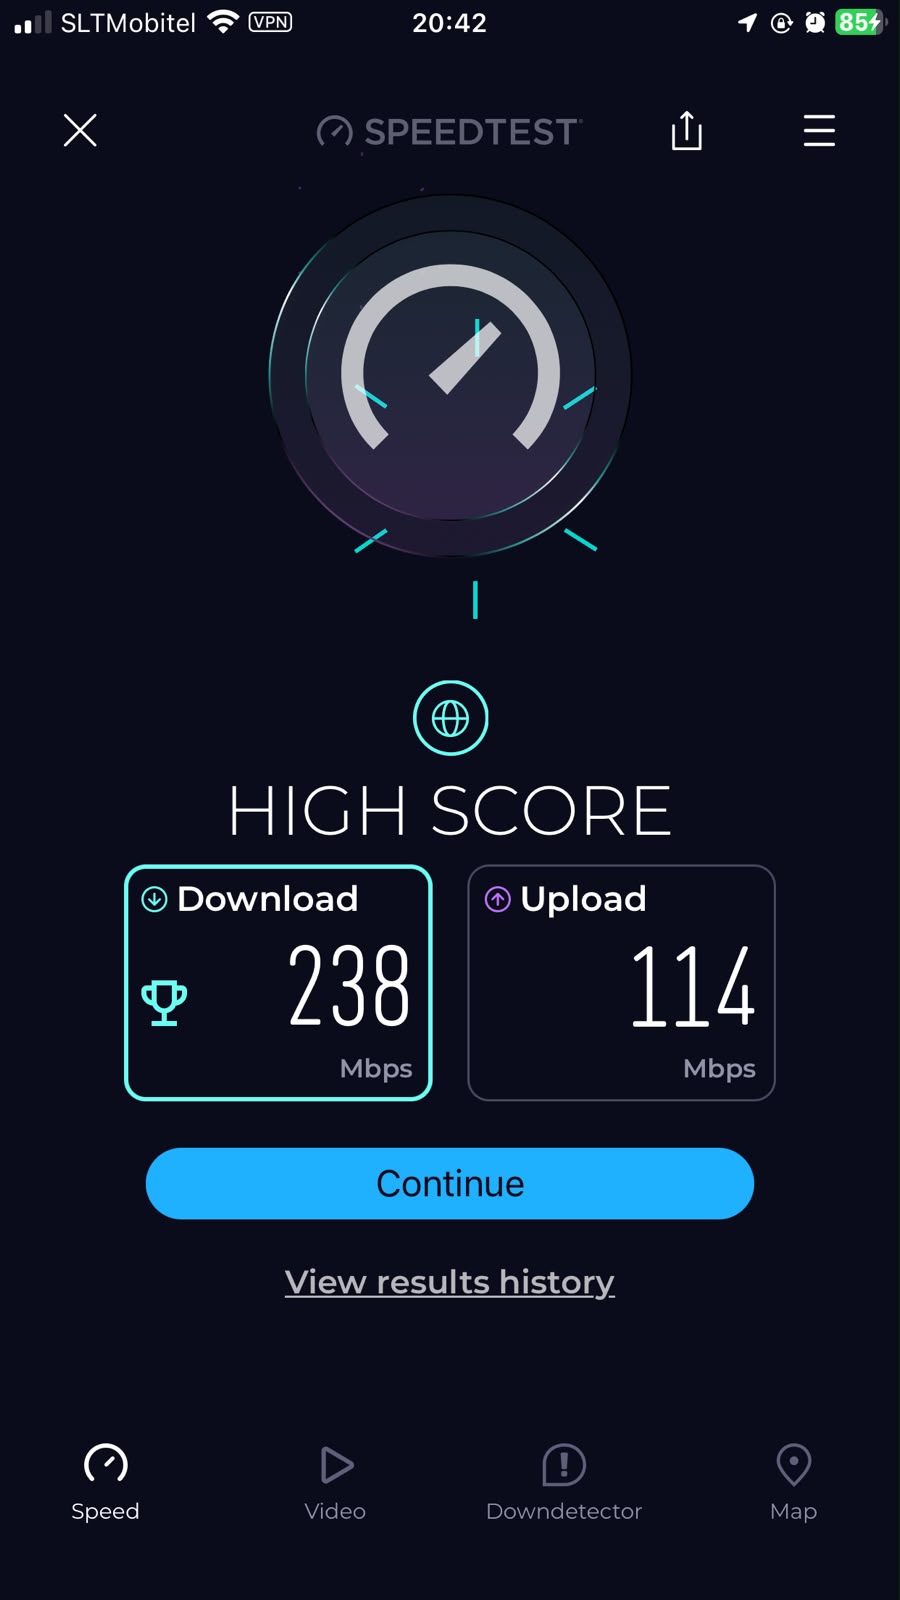 SLTMobitel VPN 20:42 85
SPEEDTEST
HIGH SCORE
Download
238
Mbps
Upload
114
Mbps
Continue
View results history
Speed Video Downdetector Map